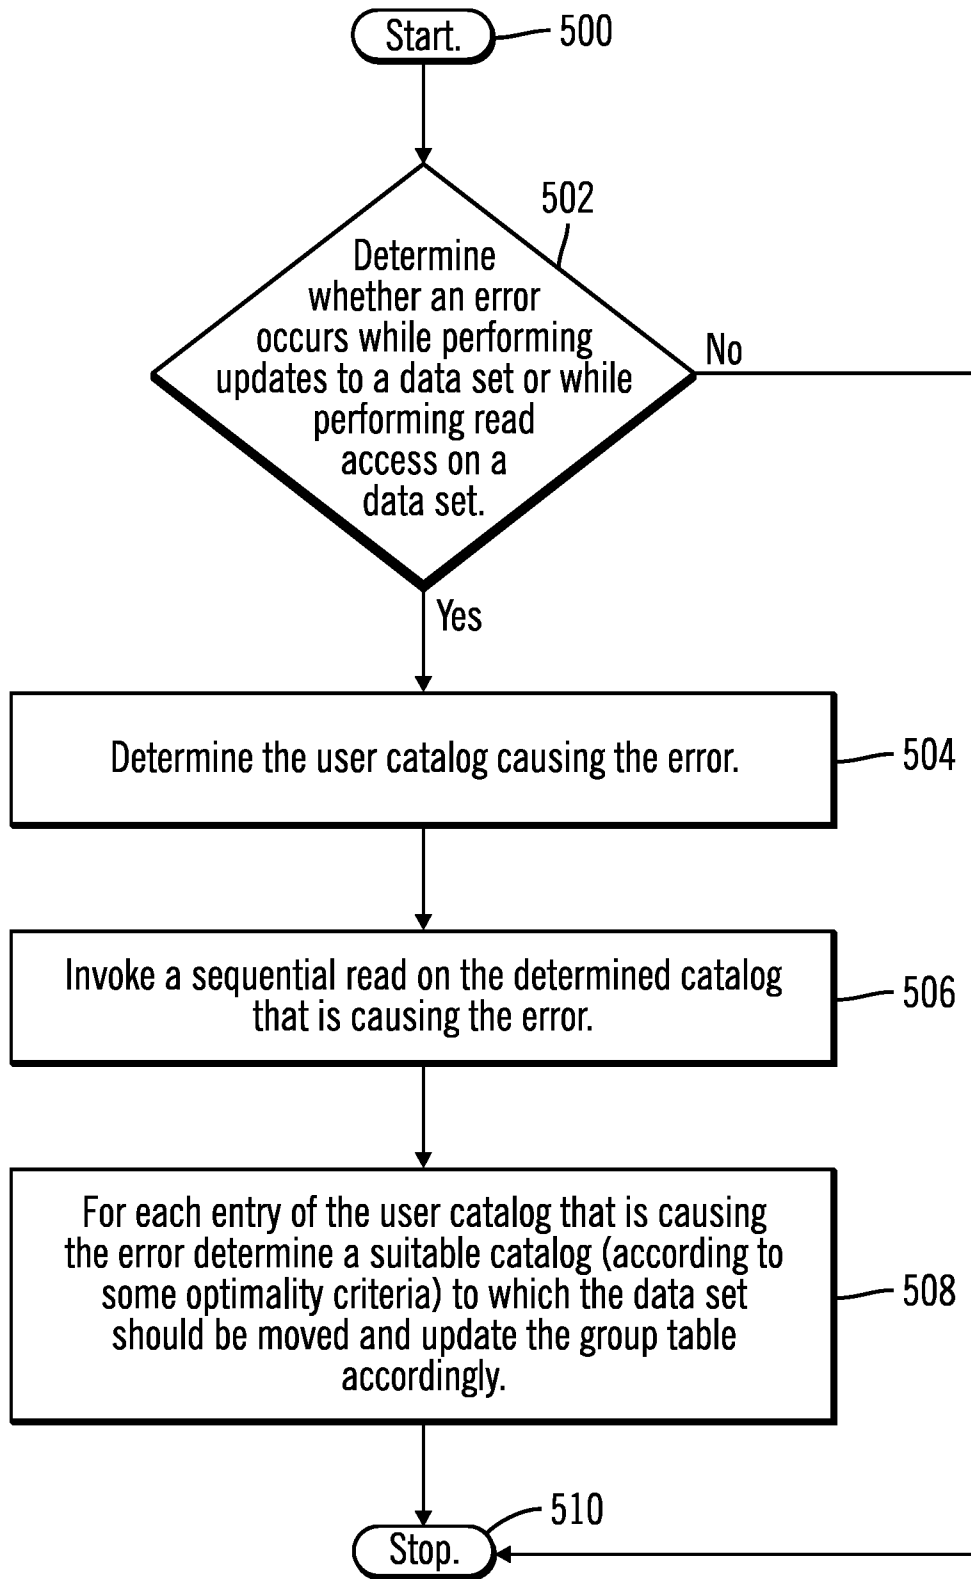 Start.
500
502
Determine
whether an error
occurs while performing
updates to a data set or while
performing read
access on a
data set.
No
Yes
Determine the user catalog causing the error.
504
Invoke a sequential read on the determined catalog
that is causing the error.
506
For each entry of the user catalog that is causing
the error determine a suitable catalog (according to
some optimality criteria) to which the data set
should be moved and update the group table
accordingly.
508
510
Stop.